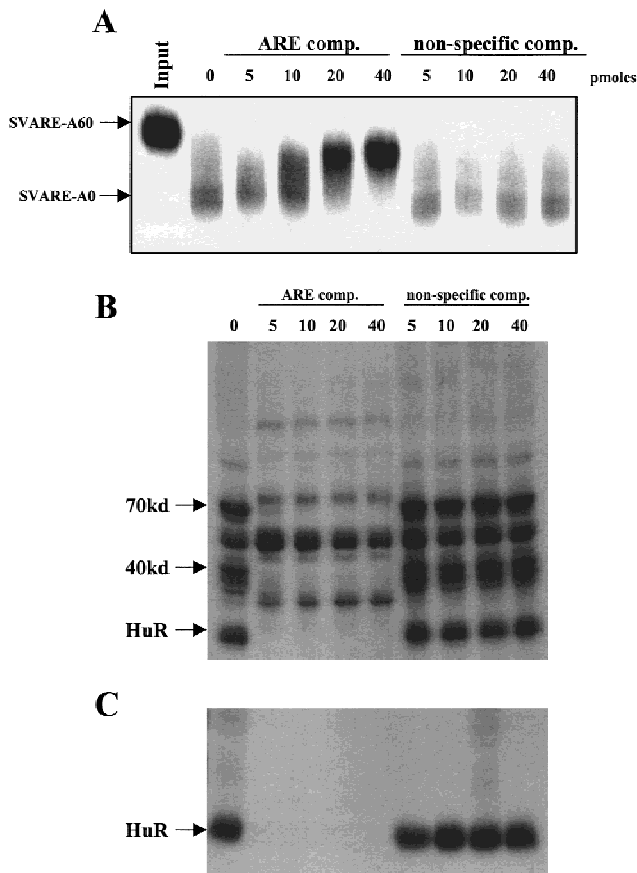 A
ARE comp. non-specific comp.
Input 0 5 10 20 40 5 10 20 40 pmoles
SVARE-A60
SVARE-A0
B
ARE comp. non-specific comp.
0 5 10 20 40 5 10 20 40
70kd
40kd
HuR
C
HuR